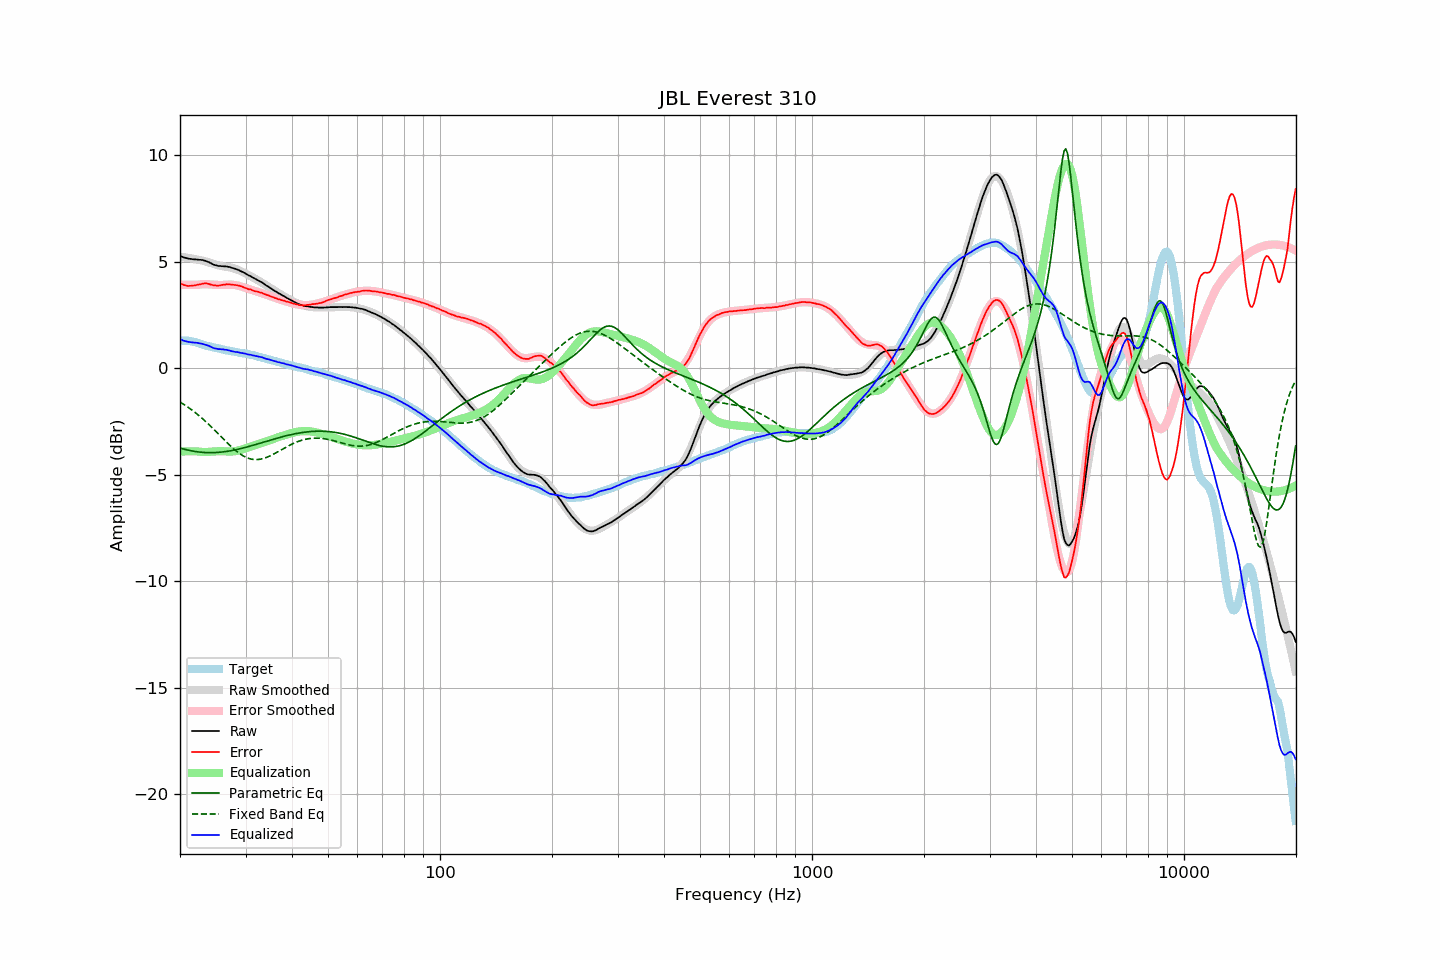 JBL Everest 310
10
5
0
−5
−10
−15
−20
Amplitude (dBr)
Target
Raw Smoothed
Error Smoothed
Raw
Error
Equalization
Parametric Eq
Fixed Band Eq
Equalized
100
1000
10000
Frequency (Hz)